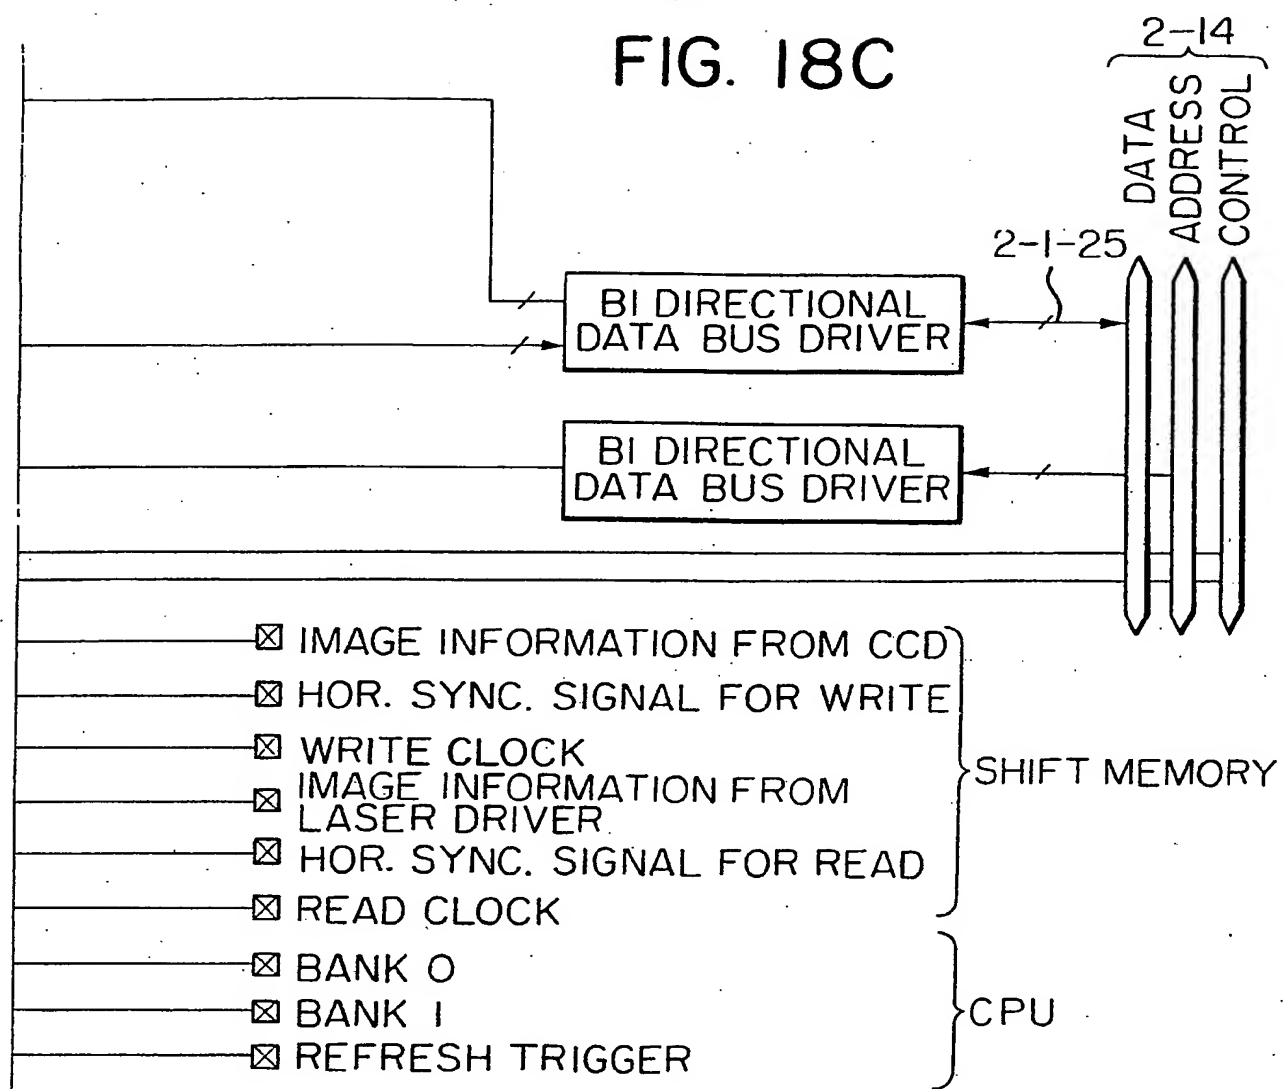 FIG. 18C
2-14
DATA
ADDRESS
CONTROL
2-1-25
BI DIRECTIONAL
DATA BUS DRIVER
BI DIRECTIONAL
DATA BUS DRIVER
IMAGE INFORMATION FROM CCD
HOR. SYNC. SIGNAL FOR WRITE
WRITE CLOCK
IMAGE INFORMATION FROM
LASER DRIVER
HOR. SYNC. SIGNAL FOR READ
READ CLOCK
SHIFT MEMORY
BANK 0
BANK 1
REFRESH TRIGGER
CPU